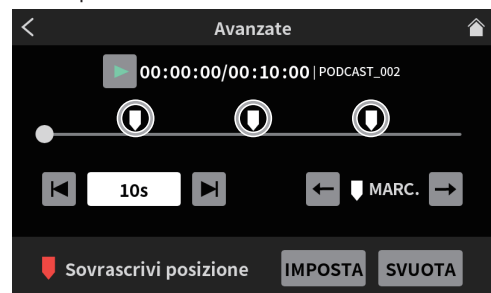 Avanzate
00:00:00/00:10:00 | PODCAST_002
10s
MARC.
Sovrascrivi posizione
IMPOSTA
SVUOTA